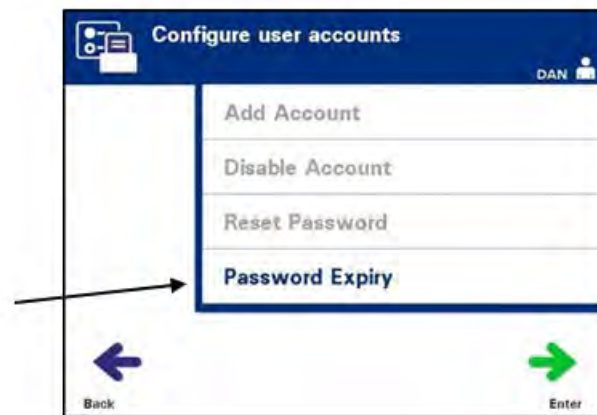 Configure user accounts
DAN
Add Account
Disable Account
Reset Password
Password Expiry
Back
Enter